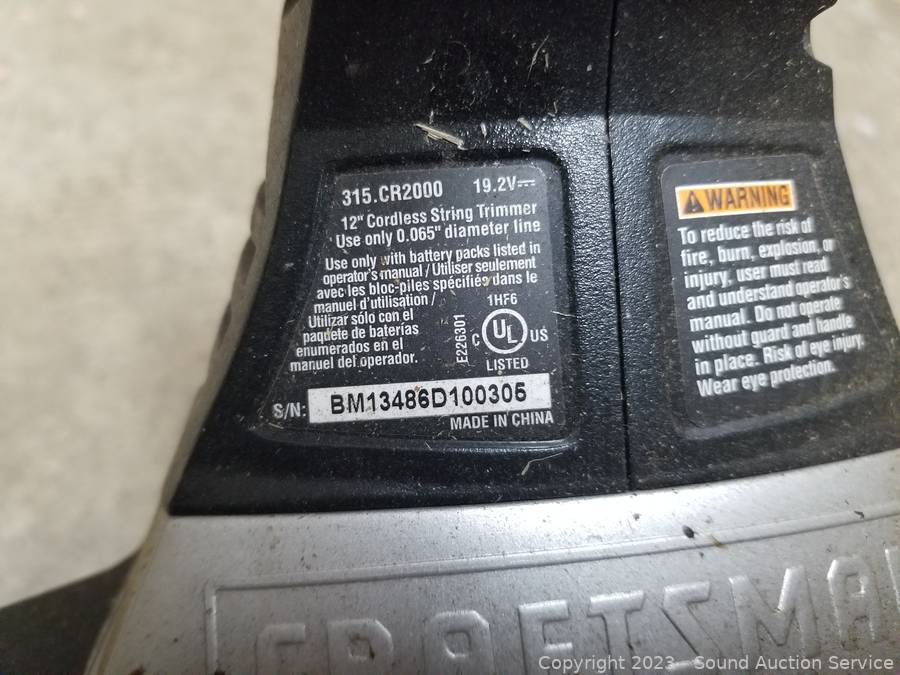 315.CR2000 19.2V⎓
12" Cordless String Trimmer
Use only 0.065" diameter line
Use only with battery packs listed in
operator's manual / Utiliser seulement
avec les bloc-piles spécifiés dans le
manuel d'utilisation /
Utilizar sólo con el
paquete de baterías
enumerados en el
manuel del operador.
E226301
1HF6
C UL US
LISTED
S/N: BM13486D100305
MADE IN CHINA
WARNING
To reduce the risk of
fire, burn, explosion, or
injury, user must read
and understand operator's
manual. Do not operate
without guard and handle
in place. Risk of eye injury.
Wear eye protection.
CRAFTSMAN
Copyright 2023 - Sound Auction Service